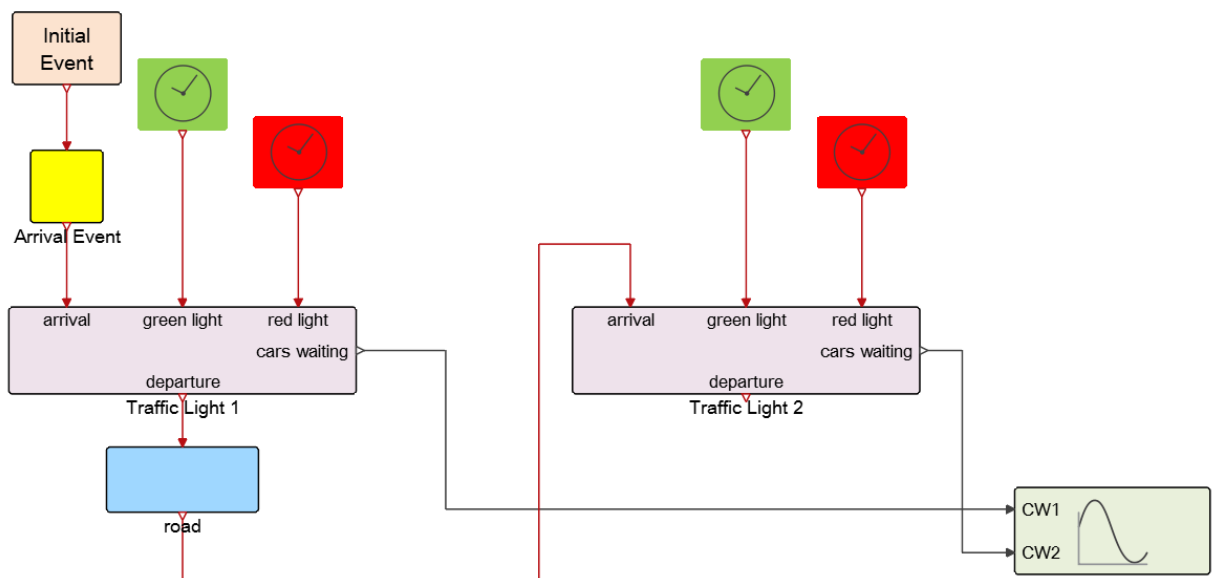 Initial
Event
Arrival Event
arrival
green light
red light
cars waiting
departure
Traffic Light 1
road
arrival
green light
red light
cars waiting
departure
Traffic Light 2
CW1
CW2